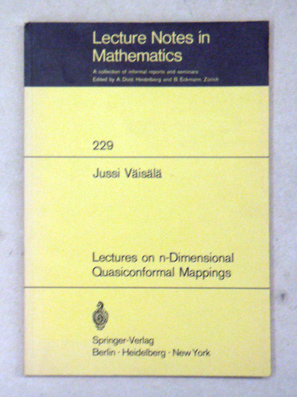 Lecture Notes in
Mathematics
A collection of informal reports and seminars
Edited by A. Dold, Heidelberg and B. Eckmann, Zürich
229
Jussi Väisälä
Lectures on n-Dimensional
Quasiconformal Mappings
Springer-Verlag
Berlin · Heidelberg · New York